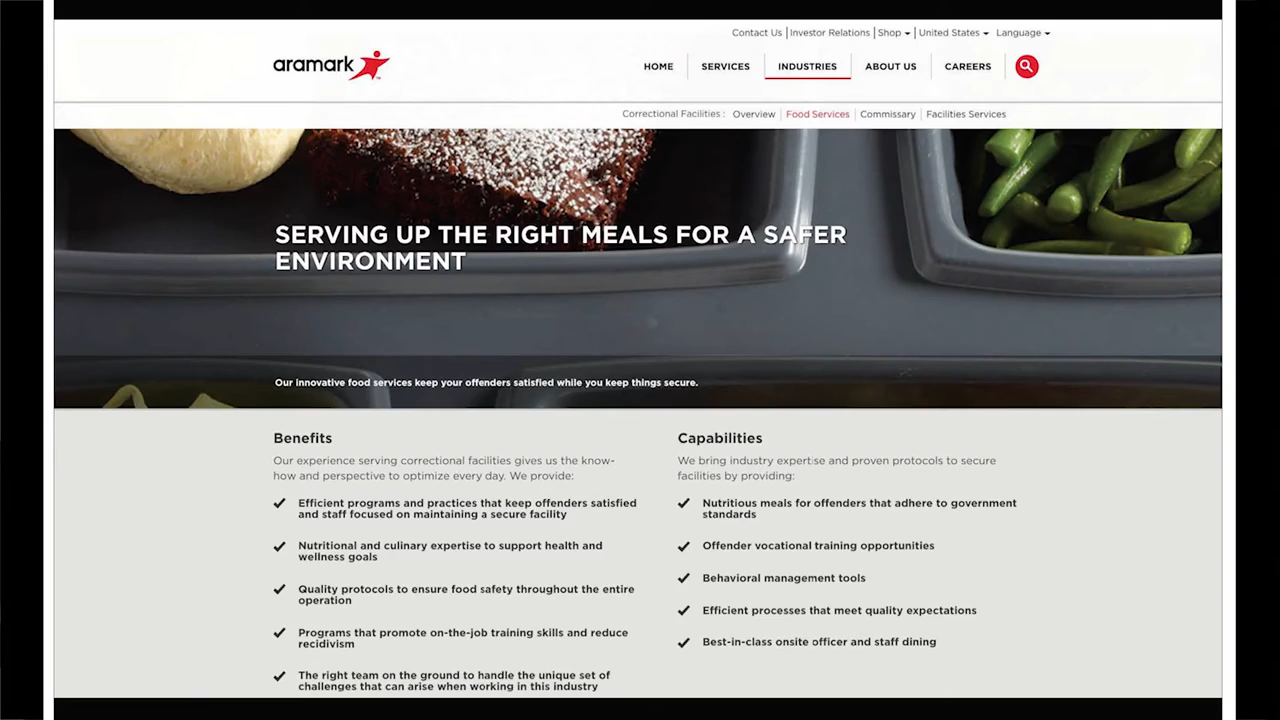 Contact Us | Investor Relations | Shop | United States | Language
aramark
HOME SERVICES INDUSTRIES ABOUT US CAREERS
Correctional Facilities : Overview | Food Services | Commissary | Facilities Services
SERVING UP THE RIGHT MEALS FOR A SAFER
ENVIRONMENT
Our innovative food services keep your offenders satisfied while you keep things secure.
Benefits
Our experience serving correctional facilities gives us the know-
how and perspective to optimize every day. We provide:
Efficient programs and practices that keep offenders satisfied
and staff focused on maintaining a secure facility
Nutritional and culinary expertise to support health and
wellness goals
Quality protocols to ensure food safety throughout the entire
operation
Programs that promote on-the-job training skills and reduce
recidivism
The right team on the ground to handle the unique set of
challenges that can arise when working in this industry
Capabilities
We bring industry expertise and proven protocols to secure
facilities by providing:
Nutritious meals for offenders that adhere to government
standards
Offender vocational training opportunities
Behavioral management tools
Efficient processes that meet quality expectations
Best-in-class onsite officer and staff dining